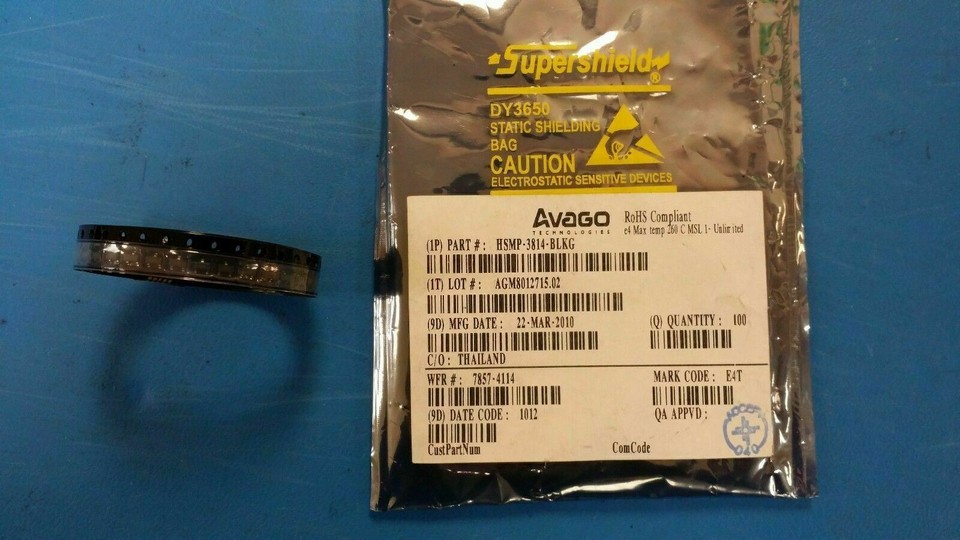 Supershield®
DY3650
STATIC SHIELDING
BAG
CAUTION
ELECTROSTATIC SENSITIVE DEVICES
Avago
TECHNOLOGIES
RoHS Compliant
e4 Max temp 260 C MSL 1- Unlimited
(1P) PART # : HSMP-3814-BLKG
(1T) LOT # : AGM8012715.02
(9D) MFG DATE : 22-MAR-2010 (Q) QUANTITY : 100
C/O : THAILAND
WFR # : 7857-4114 MARK CODE : E4T
(9D) DATE CODE : 1012 QA APPVD :
CustPartNum ComCode
ACCEPT
040